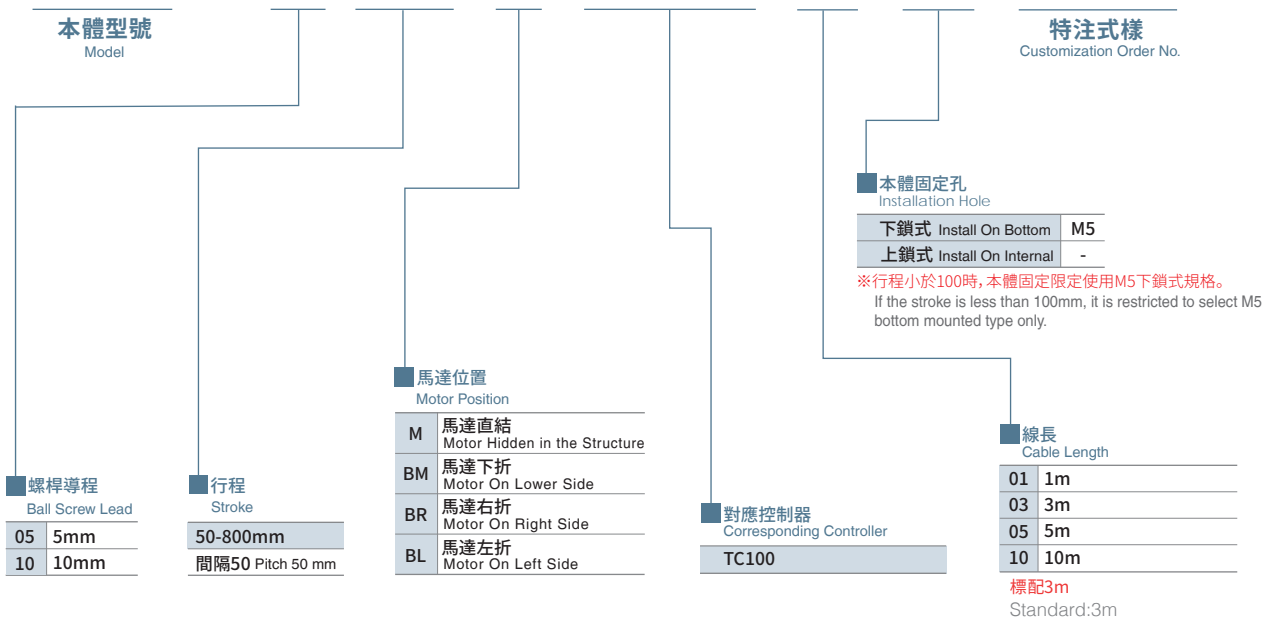 本體型號
Model
特注式樣
Customization Order No.
本體固定孔
Installation Hole
下鎖式 Install On Bottom M5
上鎖式 Install On Internal -
※行程小於100時，本體固定限定使用M5下鎖式規格。
If the stroke is less than 100mm, it is restricted to select M5
bottom mounted type only.
馬達位置
Motor Position
M 馬達直結
Motor Hidden in the Structure
BM 馬達下折
Motor On Lower Side
BR 馬達右折
Motor On Right Side
BL 馬達左折
Motor On Left Side
線長
Cable Length
01 1m
03 3m
05 5m
10 10m
標配3m
Standard:3m
螺桿導程
Ball Screw Lead
05 5mm
10 10mm
行程
Stroke
50-800mm
間隔50 Pitch 50 mm
對應控制器
Corresponding Controller
TC100